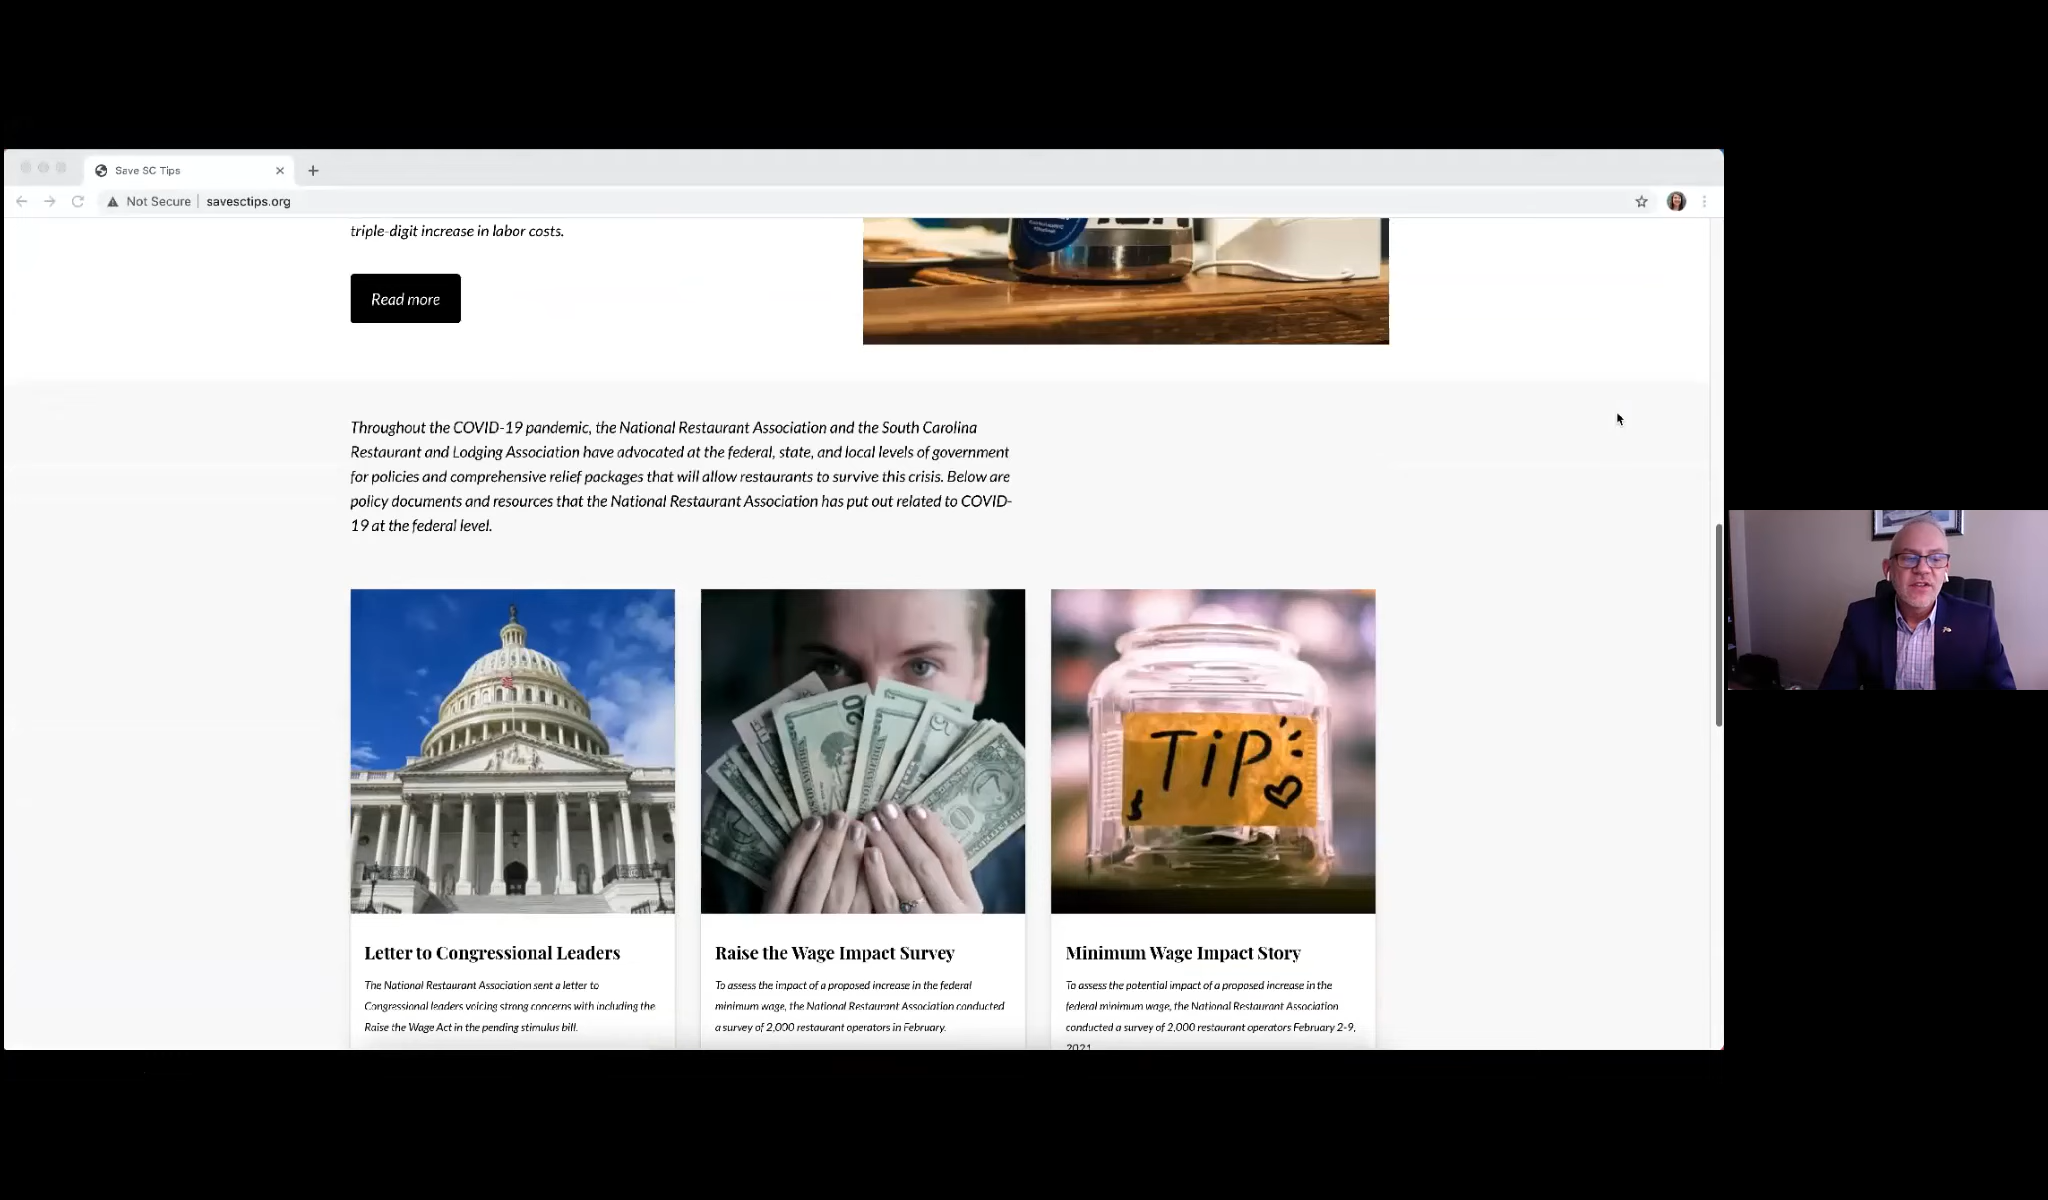 Save SC Tips
Not Secure | savesctips.org
triple-digit increase in labor costs.
Read more
Throughout the COVID-19 pandemic, the National Restaurant Association and the South Carolina
Restaurant and Lodging Association have advocated at the federal, state, and local levels of government
for policies and comprehensive relief packages that will allow restaurants to survive this crisis. Below are
policy documents and resources that the National Restaurant Association has put out related to COVID-
19 at the federal level.
20
TIP
$
Letter to Congressional Leaders
The National Restaurant Association sent a letter to
Congressional leaders voicing strong concerns with including the
Raise the Wage Act in the pending stimulus bill.
Raise the Wage Impact Survey
To assess the impact of a proposed increase in the federal
minimum wage, the National Restaurant Association conducted
a survey of 2,000 restaurant operators in February.
Minimum Wage Impact Story
To assess the potential impact of a proposed increase in the
federal minimum wage, the National Restaurant Association
conducted a survey of 2,000 restaurant operators February 2-9,
2021